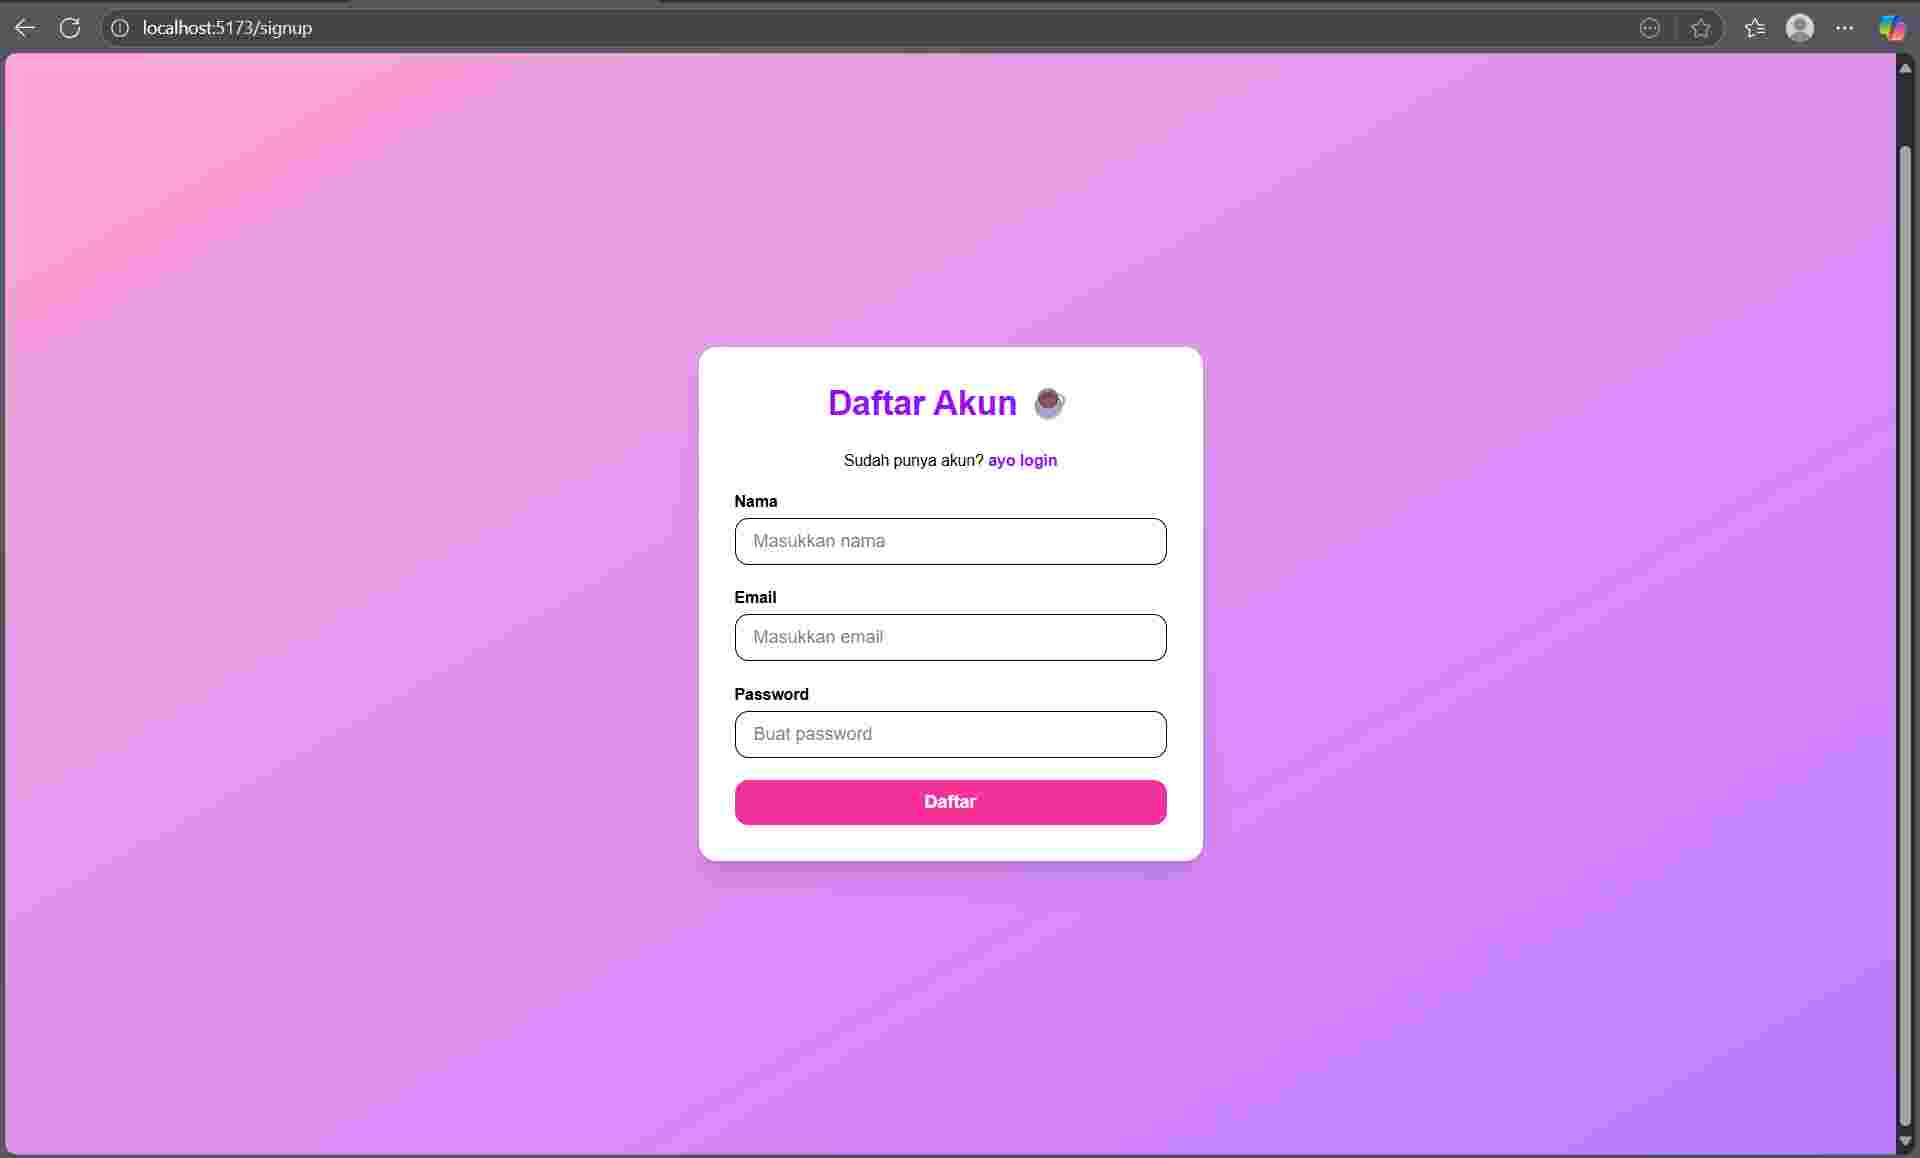 localhost:5173/signup
Daftar Akun
Sudah punya akun? ayo login
Nama
Masukkan nama
Email
Masukkan email
Password
Buat password
Daftar